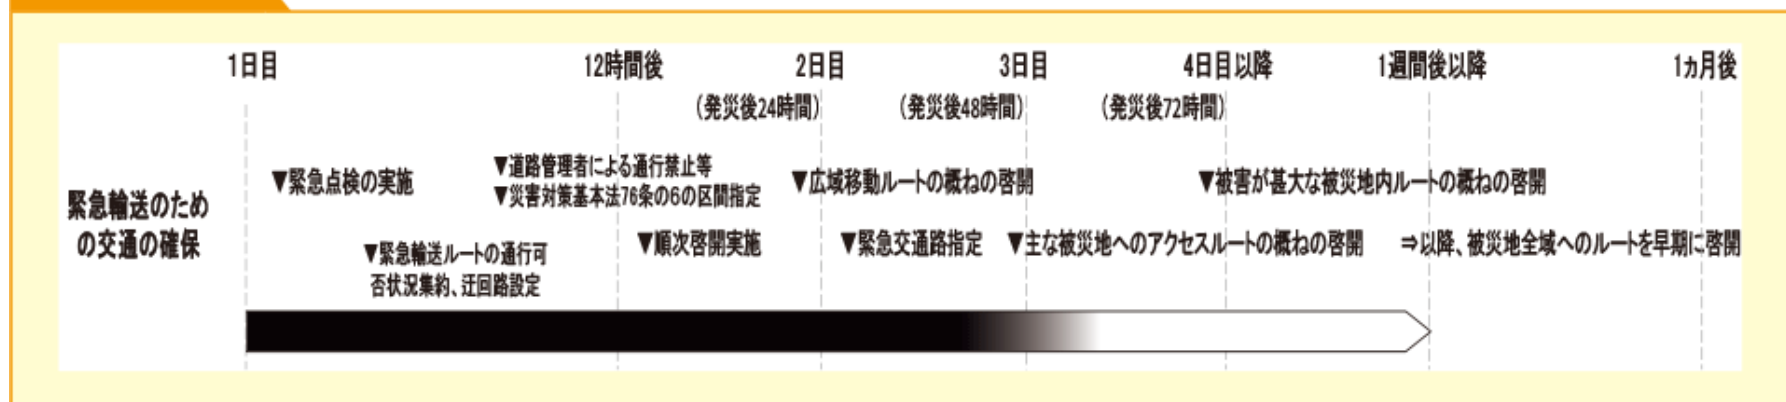 1日目
12時間後
2日目
3日目
4日目以降
1週間後以降
1ヵ月後
(発災後24時間)
(発災後48時間)
(発災後72時間)
緊急輸送のため
の交通の確保
▼緊急点検の実施
▼道路管理者による通行禁止等
▼災害対策基本法76条の6の区間指定
▼広域移動ルートの概ねの啓開
▼被害が甚大な被災地内ルートの概ねの啓開
▼緊急輸送ルートの通行可
否状況集約、迂回路設定
▼順次啓開実施
▼緊急交通路指定
▼主な被災地へのアクセスルートの概ねの啓開
⇒以降、被災地全域へのルートを早期に啓開